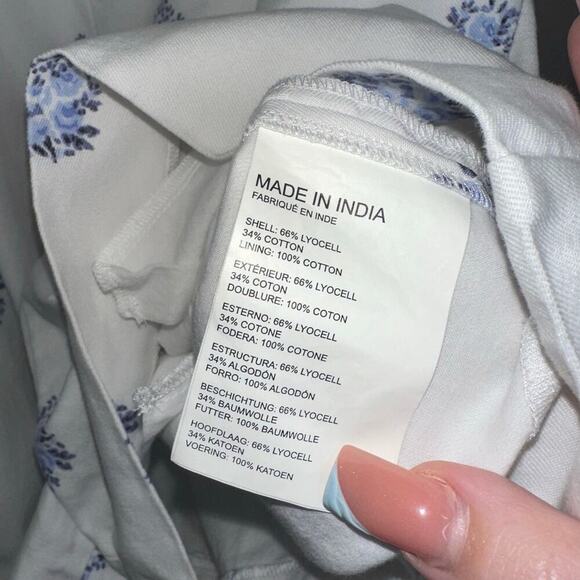 MADE IN INDIA
FABRIQUÉ EN INDE
SHELL: 66% LYOCELL
34% COTTON
LINING: 100% COTTON
EXTÉRIEUR: 66% LYOCELL
34% COTON
DOUBLURE: 100% COTON
ESTERNO: 66% LYOCELL
34% COTONE
FODERA: 100% COTONE
ESTRUCTURA: 66% LYOCELL
34% ALGODÓN
FORRO: 100% ALGODÓN
BESCHICHTUNG: 66% LYOCELL
34% BAUMWOLLE
FUTTER: 100% BAUMWOLLE
HOOFDLAAG: 66% LYOCELL
34% KATOEN
VOERING: 100% KATOEN